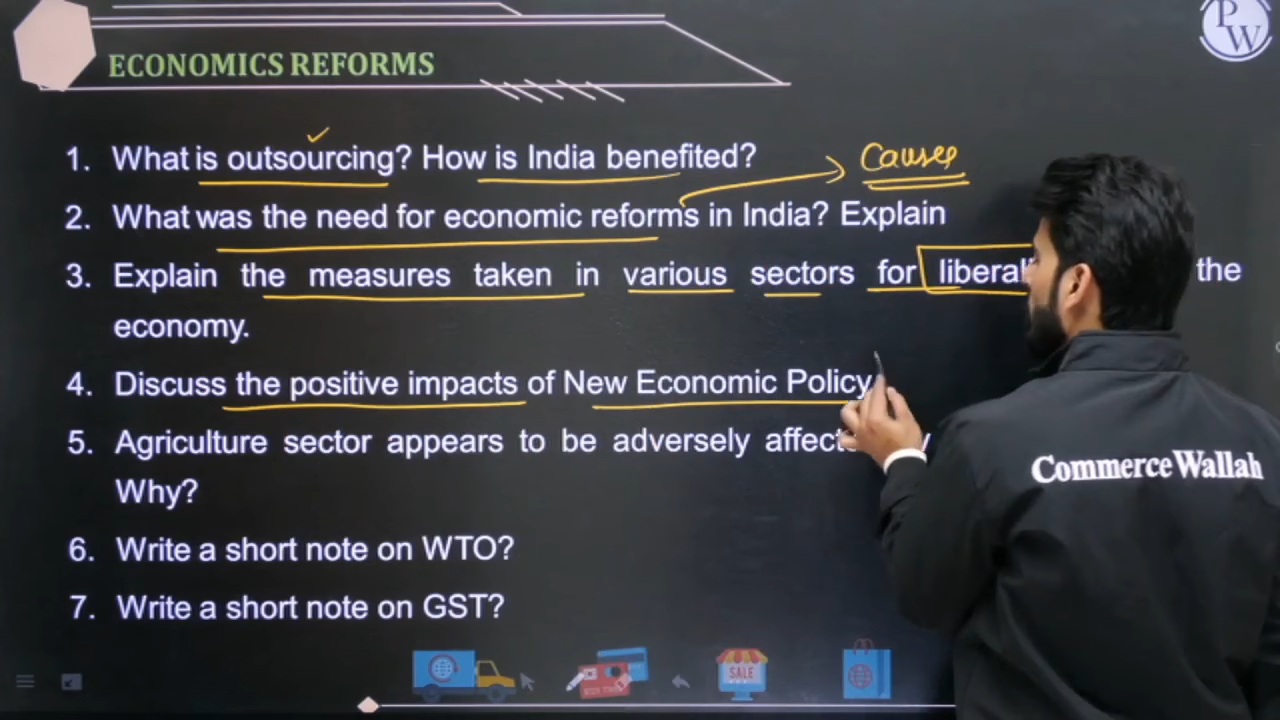 PW
ECONOMICS REFORMS
1. What is outsourcing? How is India benefited?
Causes
2. What was the need for economic reforms in India? Explain
3. Explain the measures taken in various sectors for the
economy.
4. Discuss the positive impacts of New Economic Policy
5. Agriculture sector appears to be adversely
Why?
6. Write a short note on WTO?
7. Write a short note on GST?
CommerceWallah
SALE